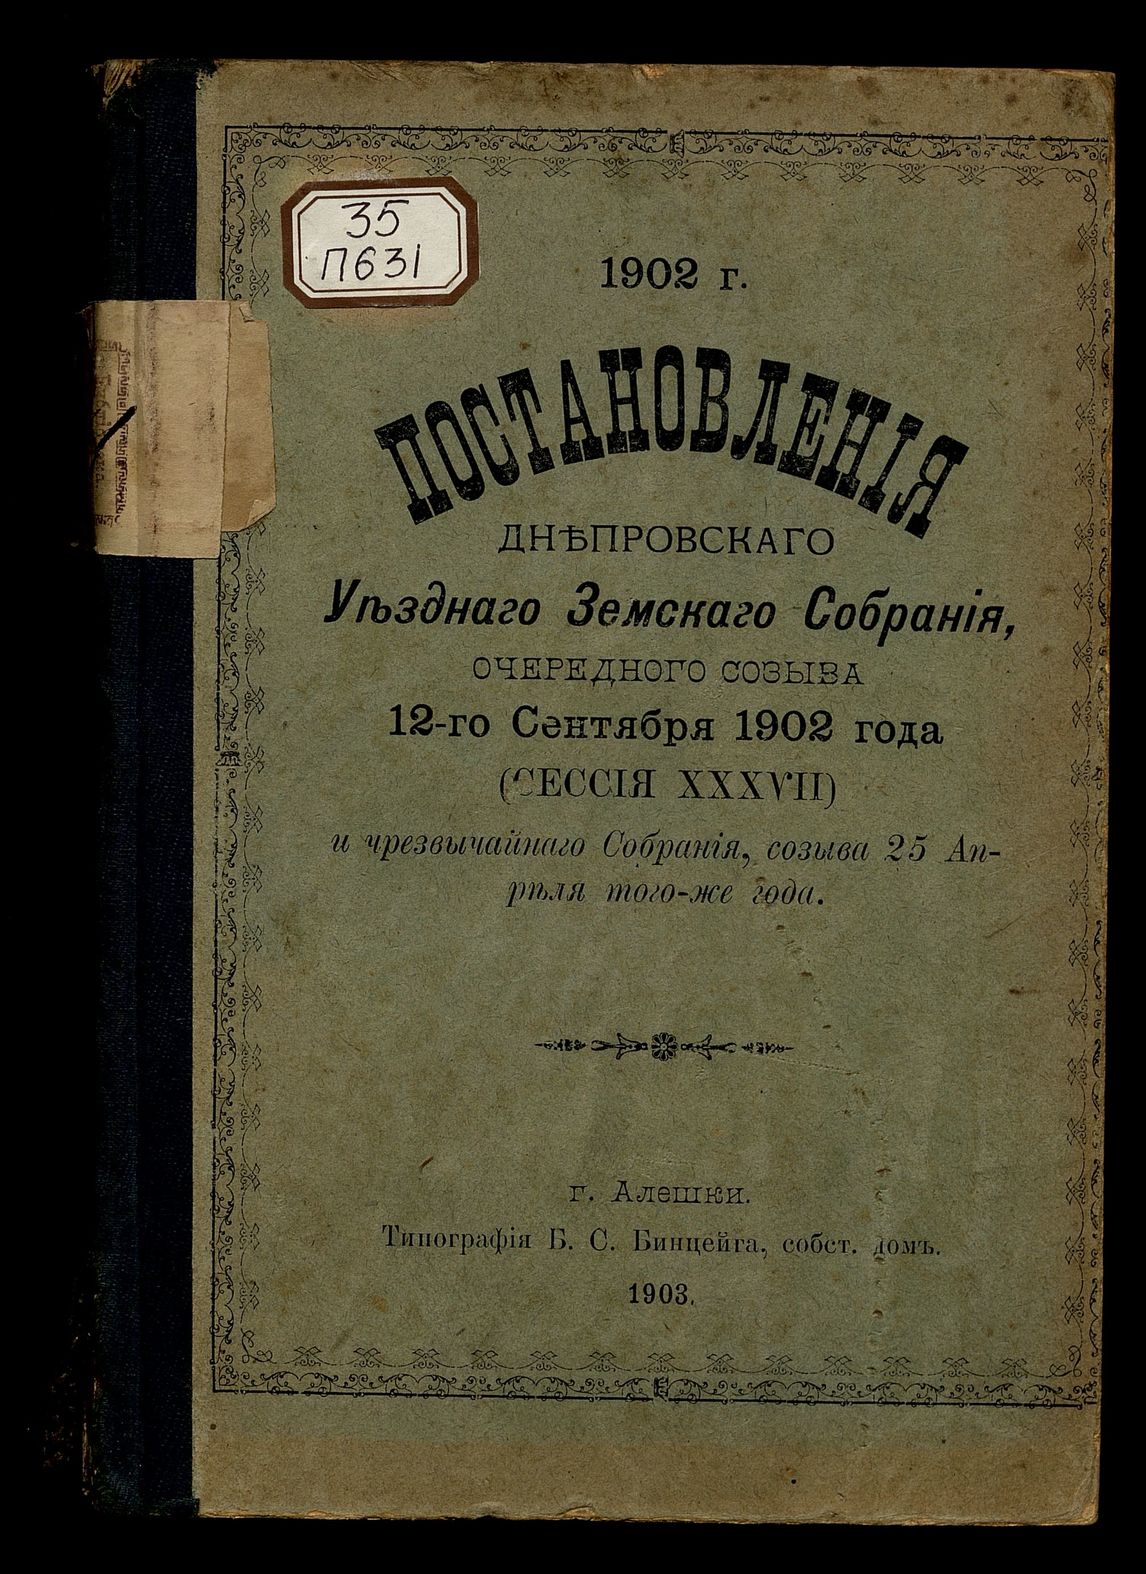 35
П631
1902 г.
ПОСТАНОВЛЕНІЯ
ДНѢПРОВСКАГО
Уѣзднаго Земскаго Собранія,
ОЧЕРЕДНОГО СОЗЫВА
12-го Сентября 1902 года
(СЕССІЯ XXXVII)
и чрезвычайнаго Собранія, созыва 25 Ап-
рѣля того-же года.
г. Алешки.
Типографія Б. С. Бинцейга, собст. домъ.
1903.